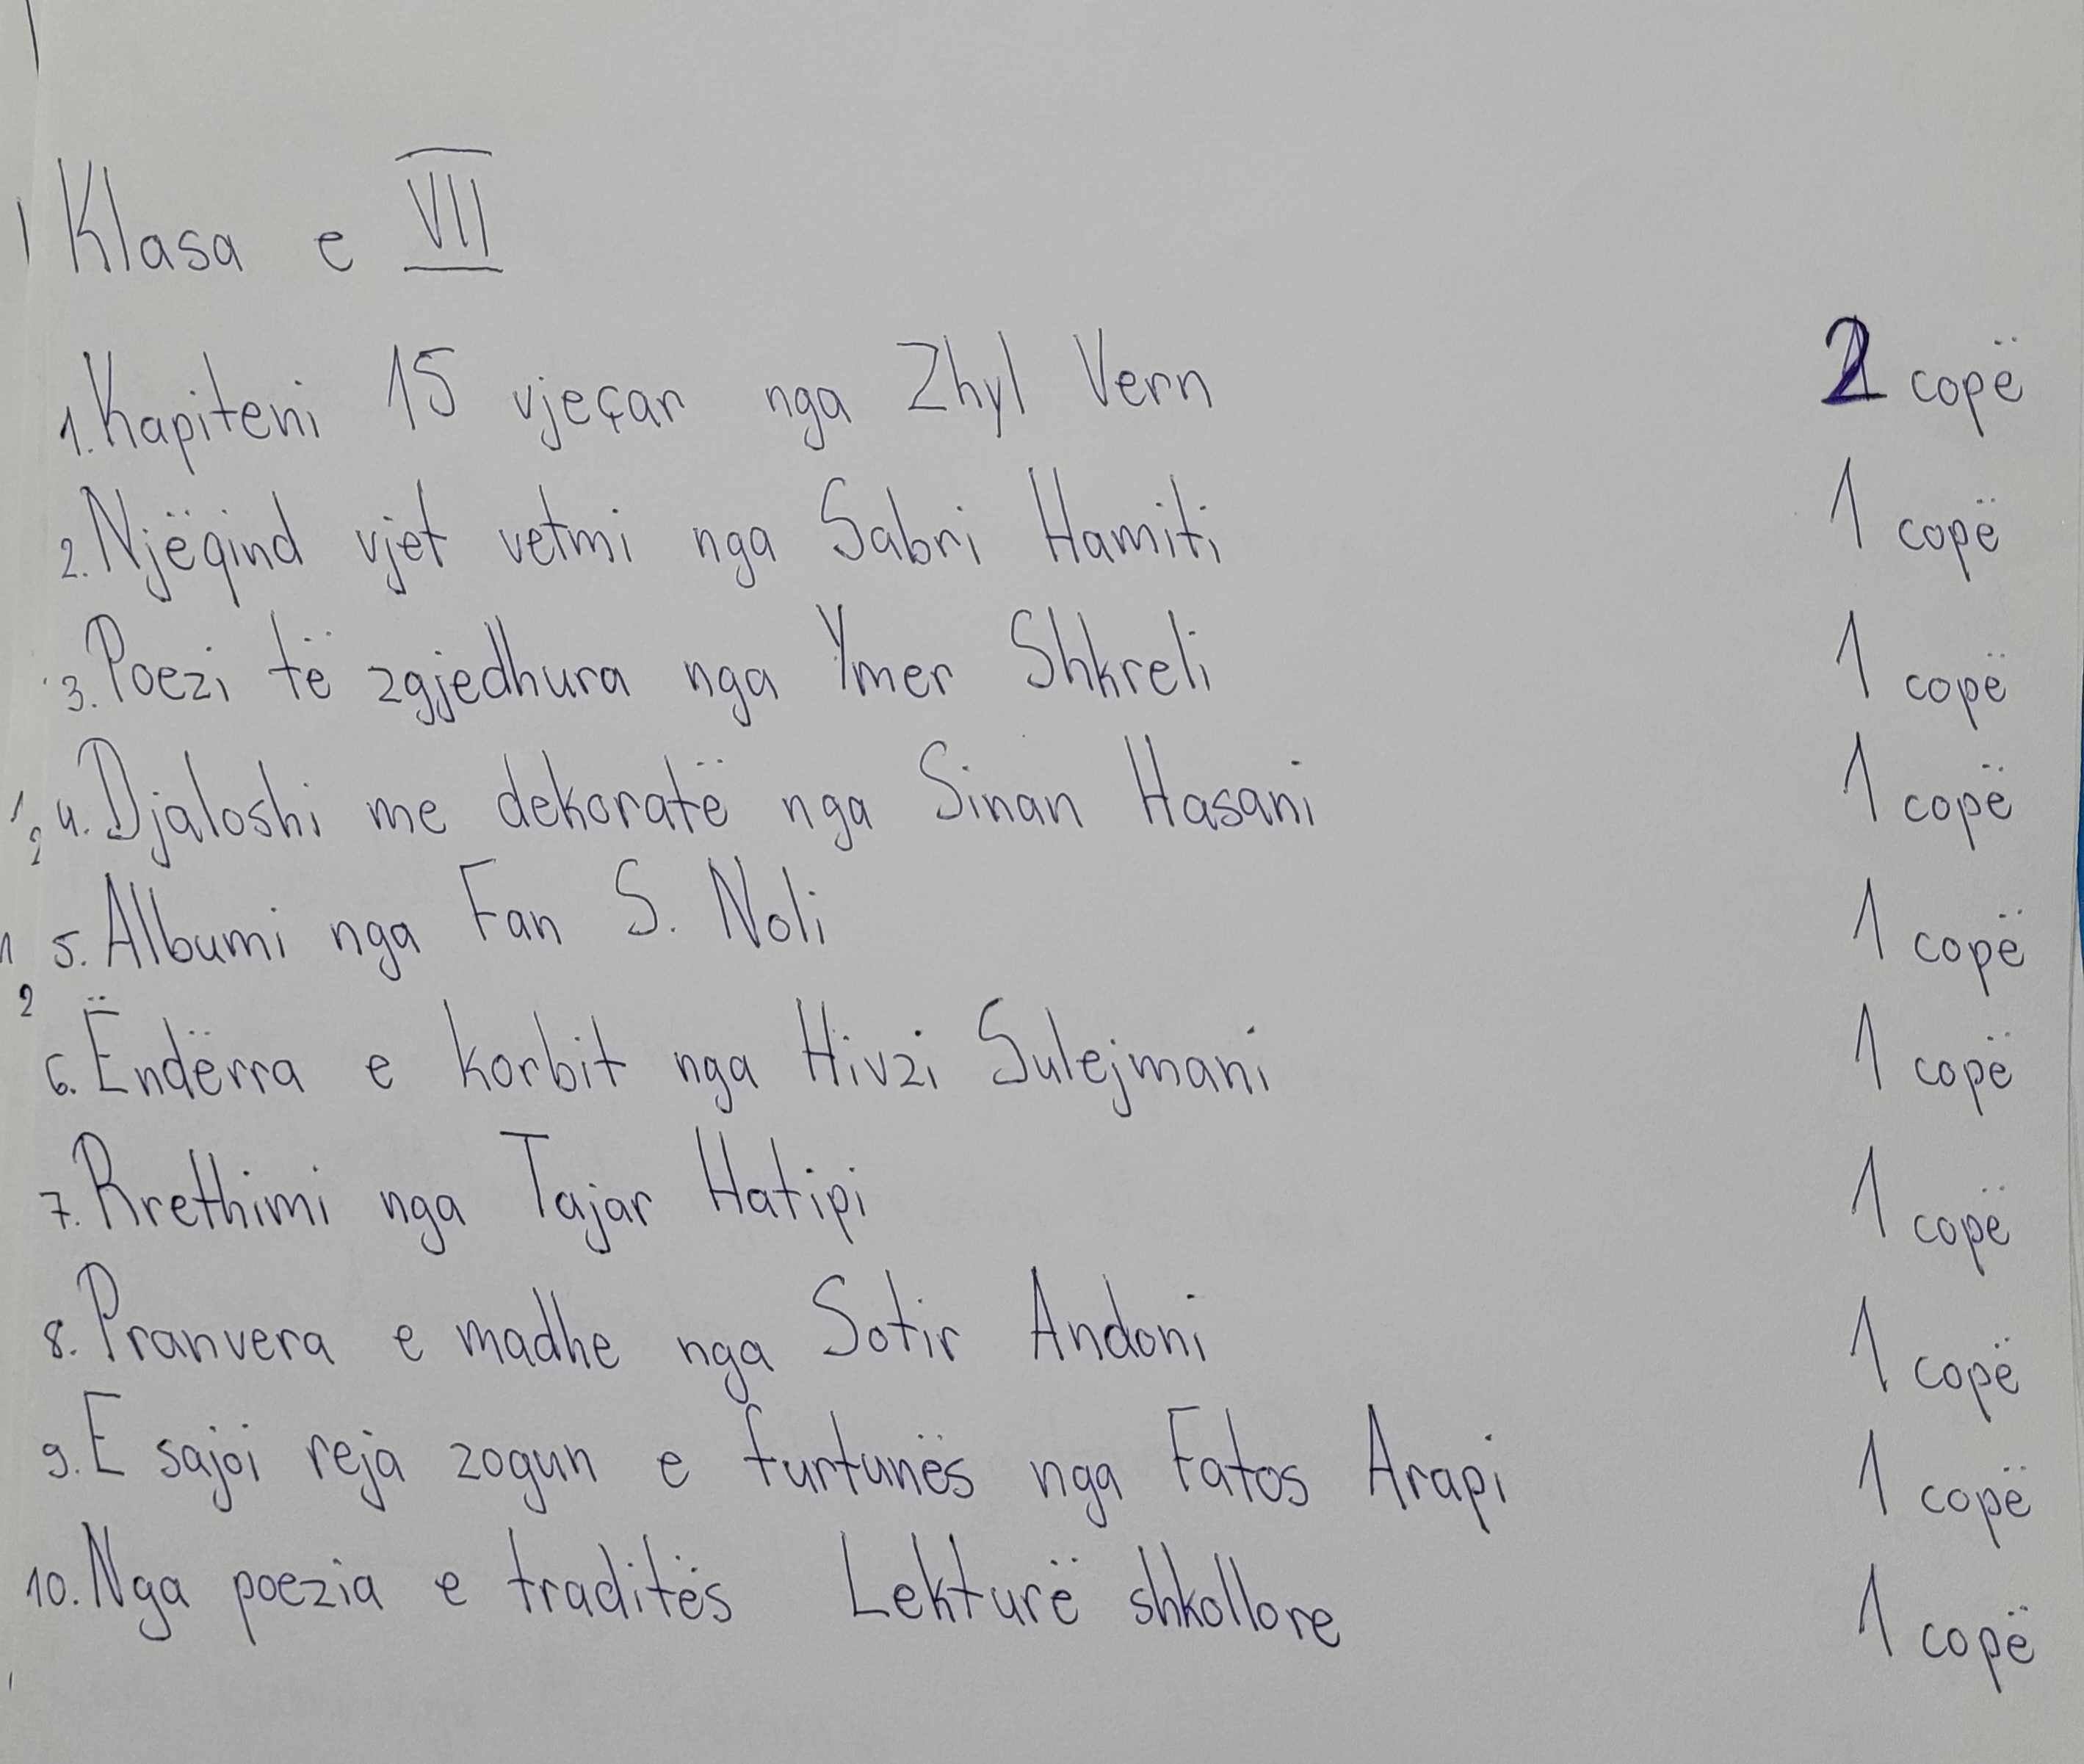 Klasa e VII
1. Kapiteni 15 vjeçar nga Zhyl Vern 2 copë
2. Njëqind vjet vetmi nga Sabri Hamiti 1 copë
3. Poezi të zgjedhura nga Ymer Shkreli 1 copë
4. Djaloshi me dekoratë nga Sinan Hasani 1 copë
5. Albumi nga Fan S. Noli 1 copë
6. Ëndërra e korbit nga Hivzi Sulejmani 1 copë
7. Rrethimi nga Tajar Hatipi 1 copë
8. Pranvera e madhe nga Sotir Andoni 1 copë
9. E sajoi reja zogun e furtunës nga Fatos Arapi 1 copë
10. Nga poezia e traditës Lekturë shkollore 1 copë